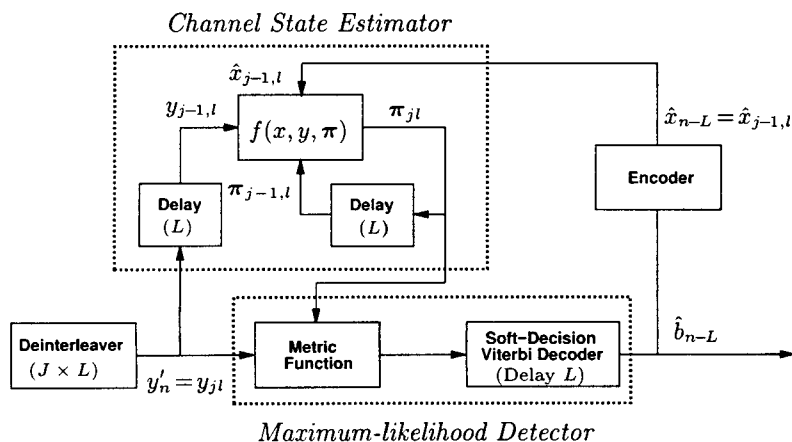 Channel State Estimator
x̂_{j−1,l}
y_{j−1,l}
f(x, y, π)
π_{jl}
x̂_{n−L} = x̂_{j−1,l}
π_{j−1,l}
Delay
(L)
Delay
(L)
Encoder
Deinterleaver
(J × L)
y′_n = y_{jl}
Metric
Function
Soft–Decision
Viterbi Decoder
(Delay L)
b̂_{n−L}
Maximum-likelihood Detector